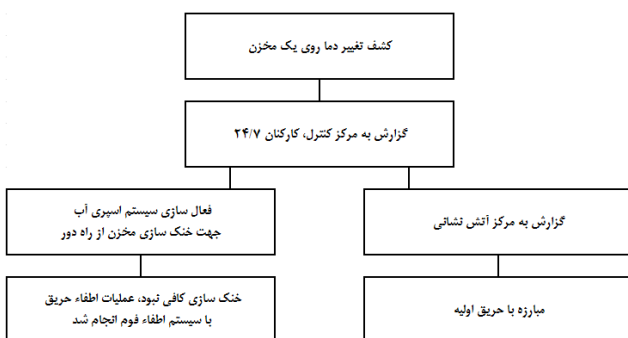 کشف تغییر دما روی یک مخزن
گزارش به مرکز کنترل، کارکنان ۲۴/۷
گزارش به مرکز آتش نشانی
فعال سازی سیستم اسپری آب
جهت خنک سازی مخزن از راه دور
مبارزه با حریق اولیه
خنک سازی کافی نبود، عملیات اطفاء حریق
با سیستم اطفاء فوم انجام شد